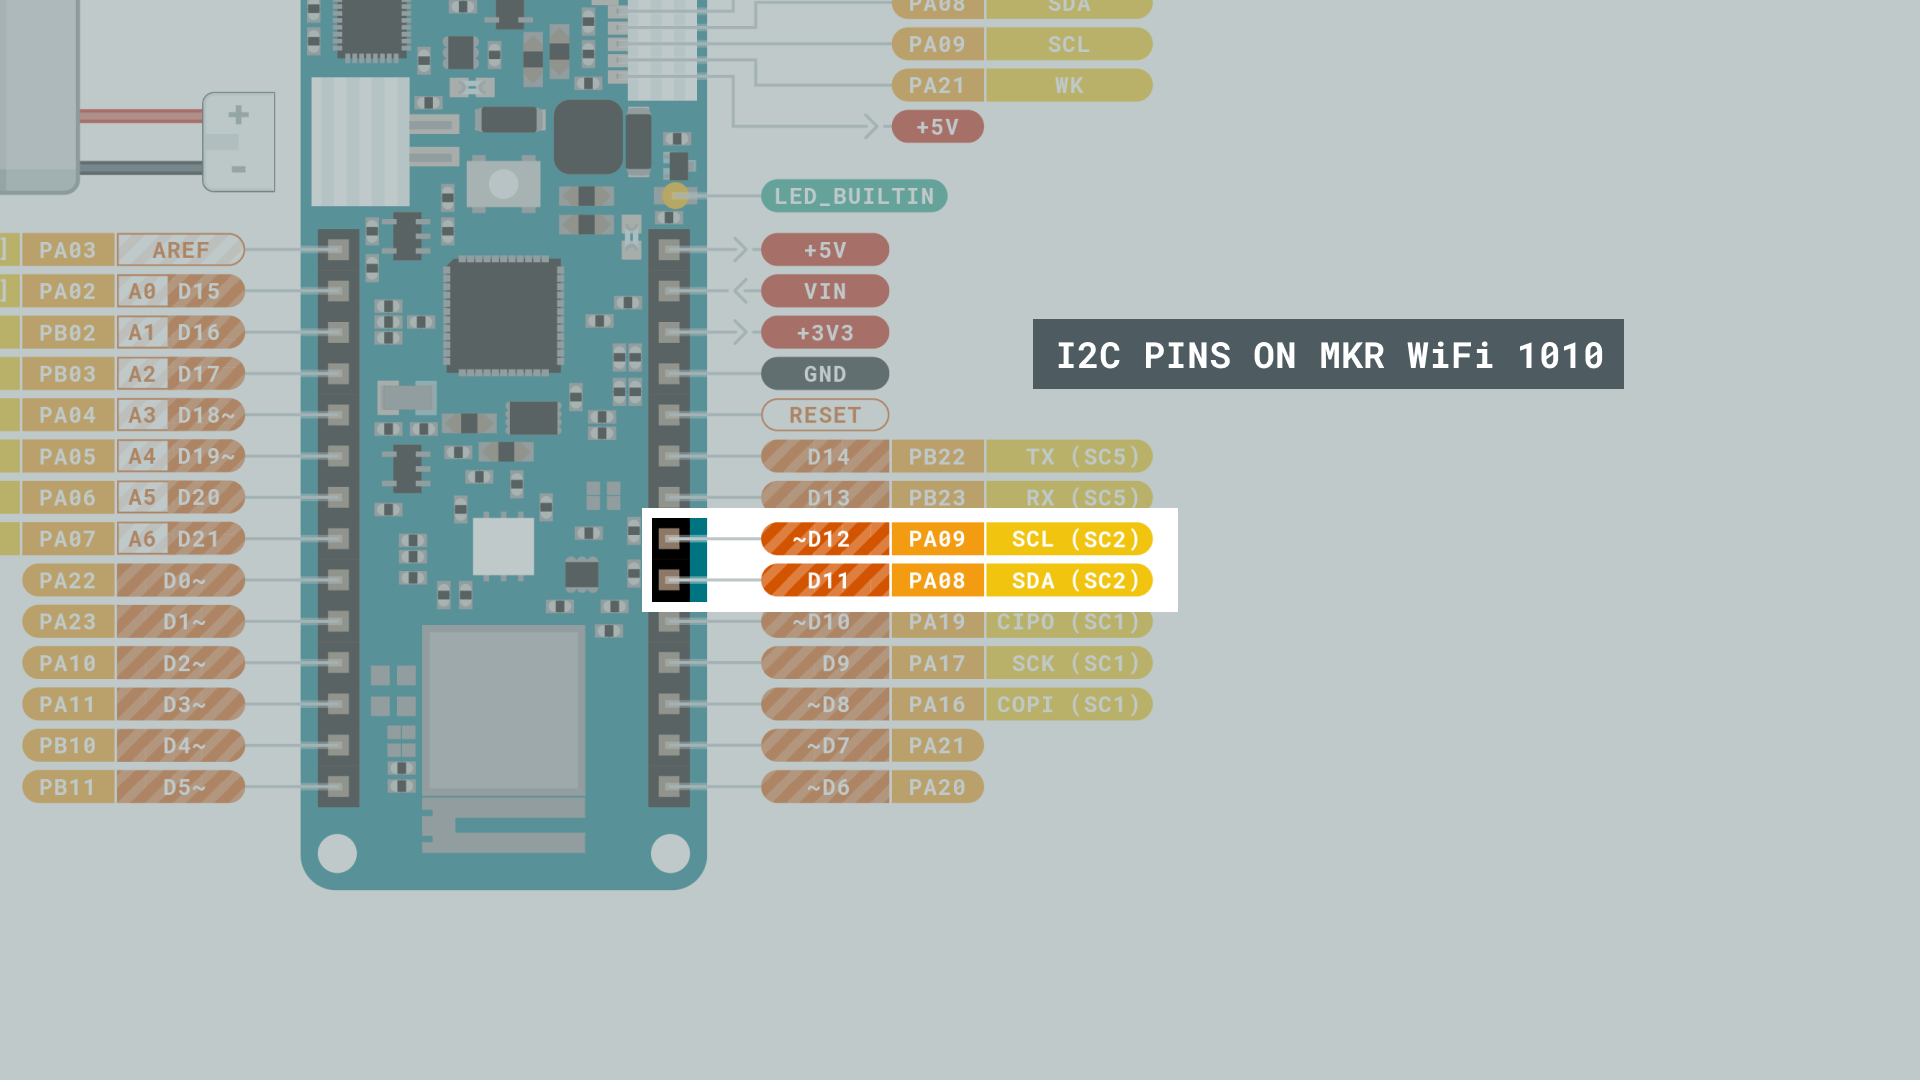 PA08 SDA
PA09 SCL
PA21 WK
+5V
+
-
LED_BUILTIN
] PA03 AREF
+5V
] PA02 A0 D15
VIN
PB02 A1 D16
+3V3
PB03 A2 D17
GND
I2C PINS ON MKR WiFi 1010
PA04 A3 D18~
RESET
PA05 A4 D19~
D14 PB22 TX (SC5)
PA06 A5 D20
D13 PB23 RX (SC5)
PA07 A6 D21
~D12 PA09 SCL (SC2)
PA22 D0~
D11 PA08 SDA (SC2)
PA23 D1~
~D10 PA19 CIPO (SC1)
PA10 D2~
D9 PA17 SCK (SC1)
PA11 D3~
~D8 PA16 COPI (SC1)
PB10 D4~
~D7 PA21
PB11 D5~
~D6 PA20